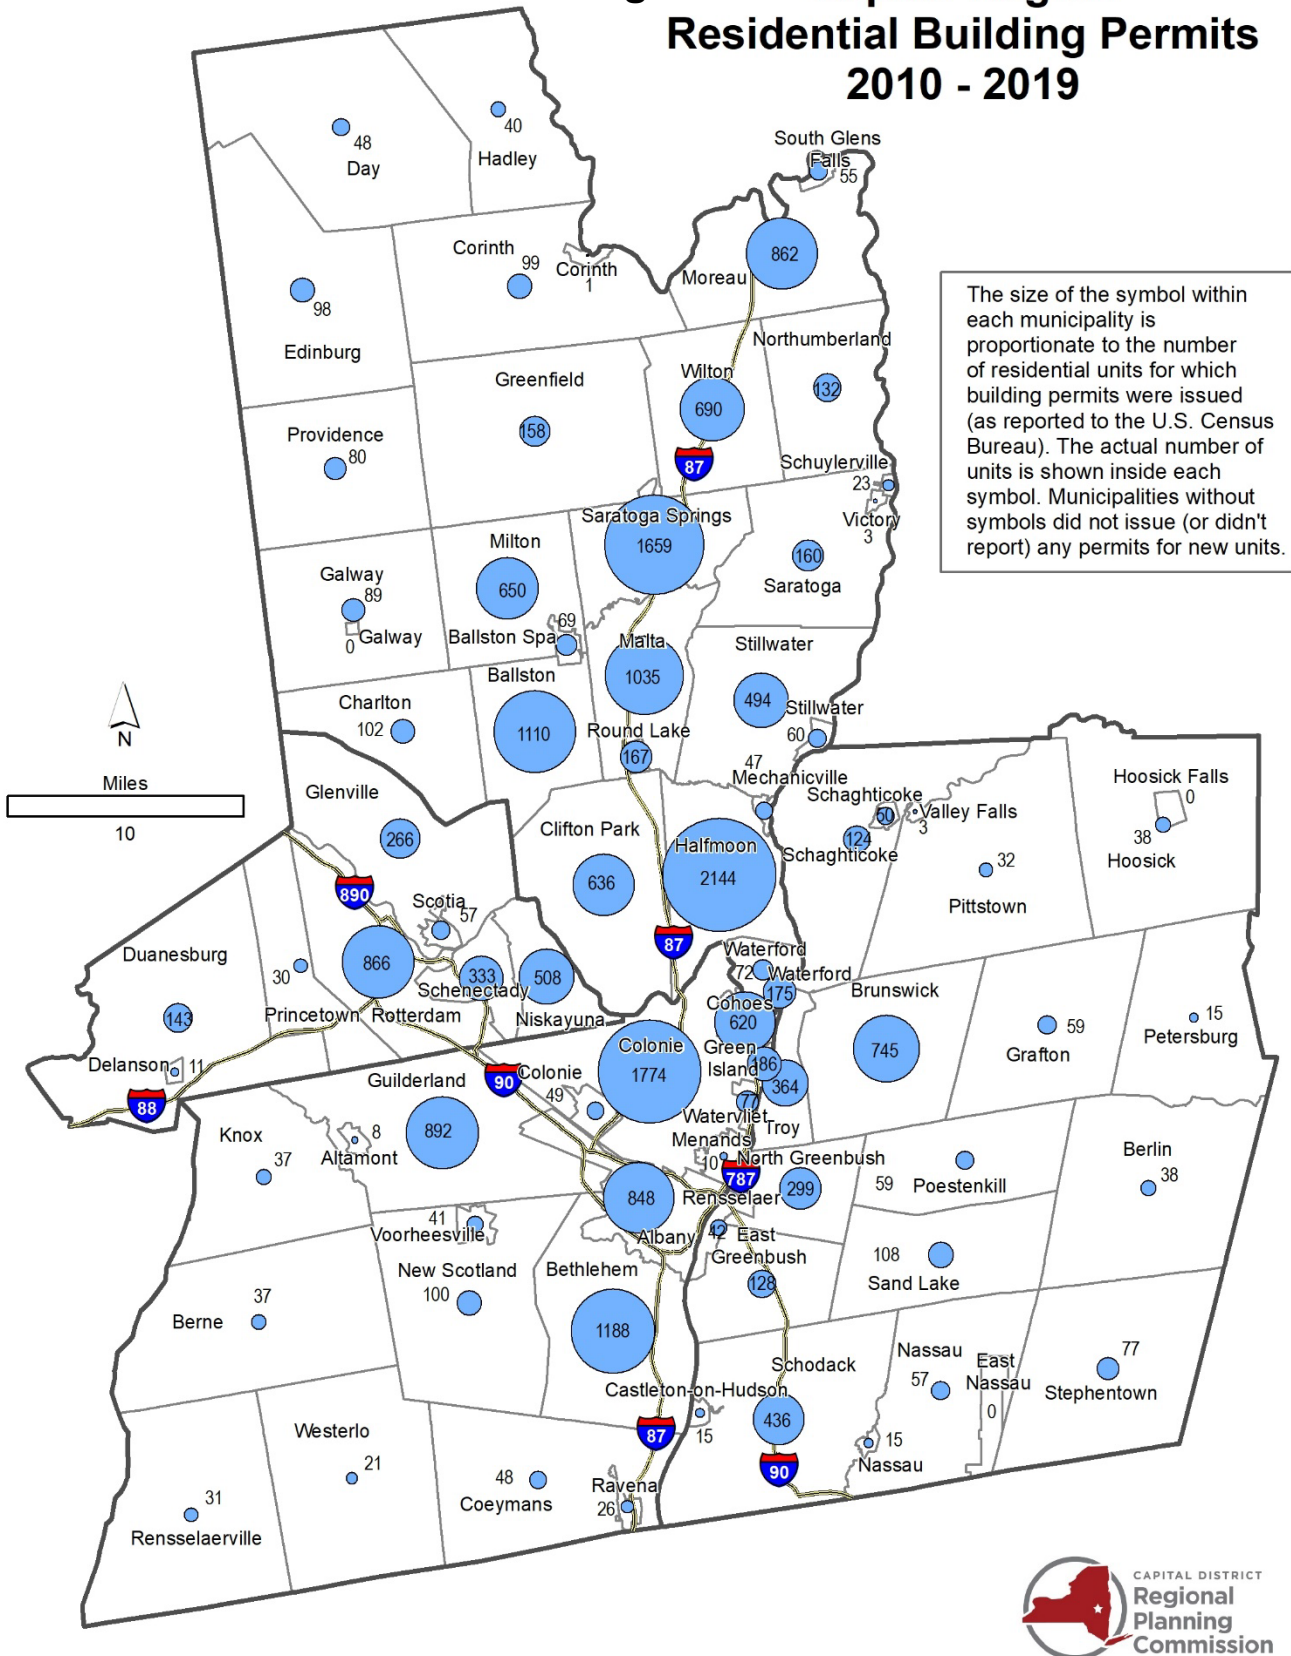 Residential Building Permits
2010 - 2019
The size of the symbol within
each municipality is
proportionate to the number
of residential units for which
building permits were issued
(as reported to the U.S. Census
Bureau). The actual number of
units is shown inside each
symbol. Municipalities without
symbols did not issue (or didn't
report) any permits for new units.
48
Day
40
Hadley
South Glens
Falls
55
Corinth
99
Corinth
1
862
Moreau
98
Edinburg
Northumberland
132
Greenfield
158
Wilton
690
87
Providence
80
Schuylerville
23
Victory
3
Saratoga Springs
1659
160
Saratoga
Milton
650
Galway
89
Galway
0
69
Ballston Spa
Malta
1035
Stillwater
494
Stillwater
60
Charlton
102
Ballston
1110
Round Lake
167
N
Miles
10
47
Mechanicville
Schaghticoke
50
Valley Falls
3
124
Schaghticoke
Hoosick Falls
0
38
Hoosick
Glenville
266
Clifton Park
636
Halfmoon
2144
32
Pittstown
890
Scotia
57
87
Duanesburg
143
30
Princetown
866
Rotterdam
333
Schenectady
508
Niskayuna
Waterford
72
Waterford
175
Cohoes
620
Brunswick
745
59
Grafton
15
Petersburg
Delanson
11
88
90
Colonie
49
Colonie
1774
Green
Island
186
364
77
Watervliet
Troy
Guilderland
892
8
Altamont
Knox
37
Menands
10
787
North Greenbush
299
59
Poestenkill
Berlin
38
848
Albany
Rensselaer
42
East
Greenbush
128
108
Sand Lake
41
Voorheesville
New Scotland
100
Bethlehem
1188
37
Berne
Schodack
436
Nassau
57
East
Nassau
0
77
Stephentown
Castleton-on-Hudson
15
87
90
15
Nassau
Westerlo
21
48
Coeymans
Ravena
26
31
Rensselaerville
CAPITAL DISTRICT
Regional
Planning
Commission